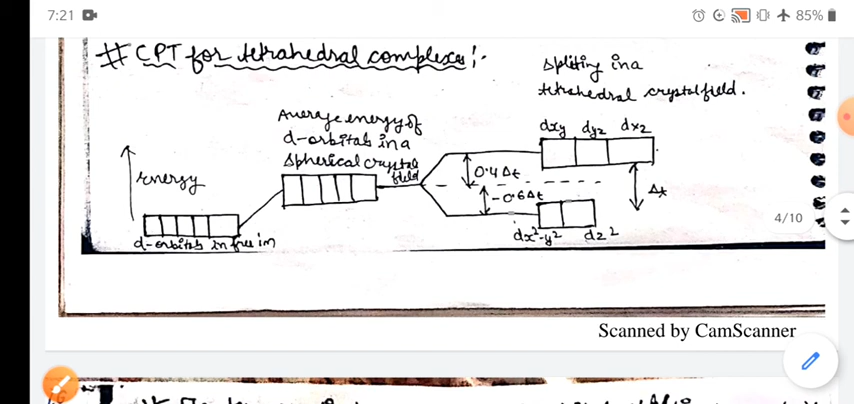 7:21
85%
# CPT for tetrahedral complexes:-
Spliting in a
tetrahedral crystal field.
Average energy of
d-orbitals in a
Spherical crystal
field
dxy dyz dxz
Energy
0.4 Δt
-0.6Δt
Δt
4/10
dx²-y² dz²
d-orbitals in free ion
Scanned by CamScanner